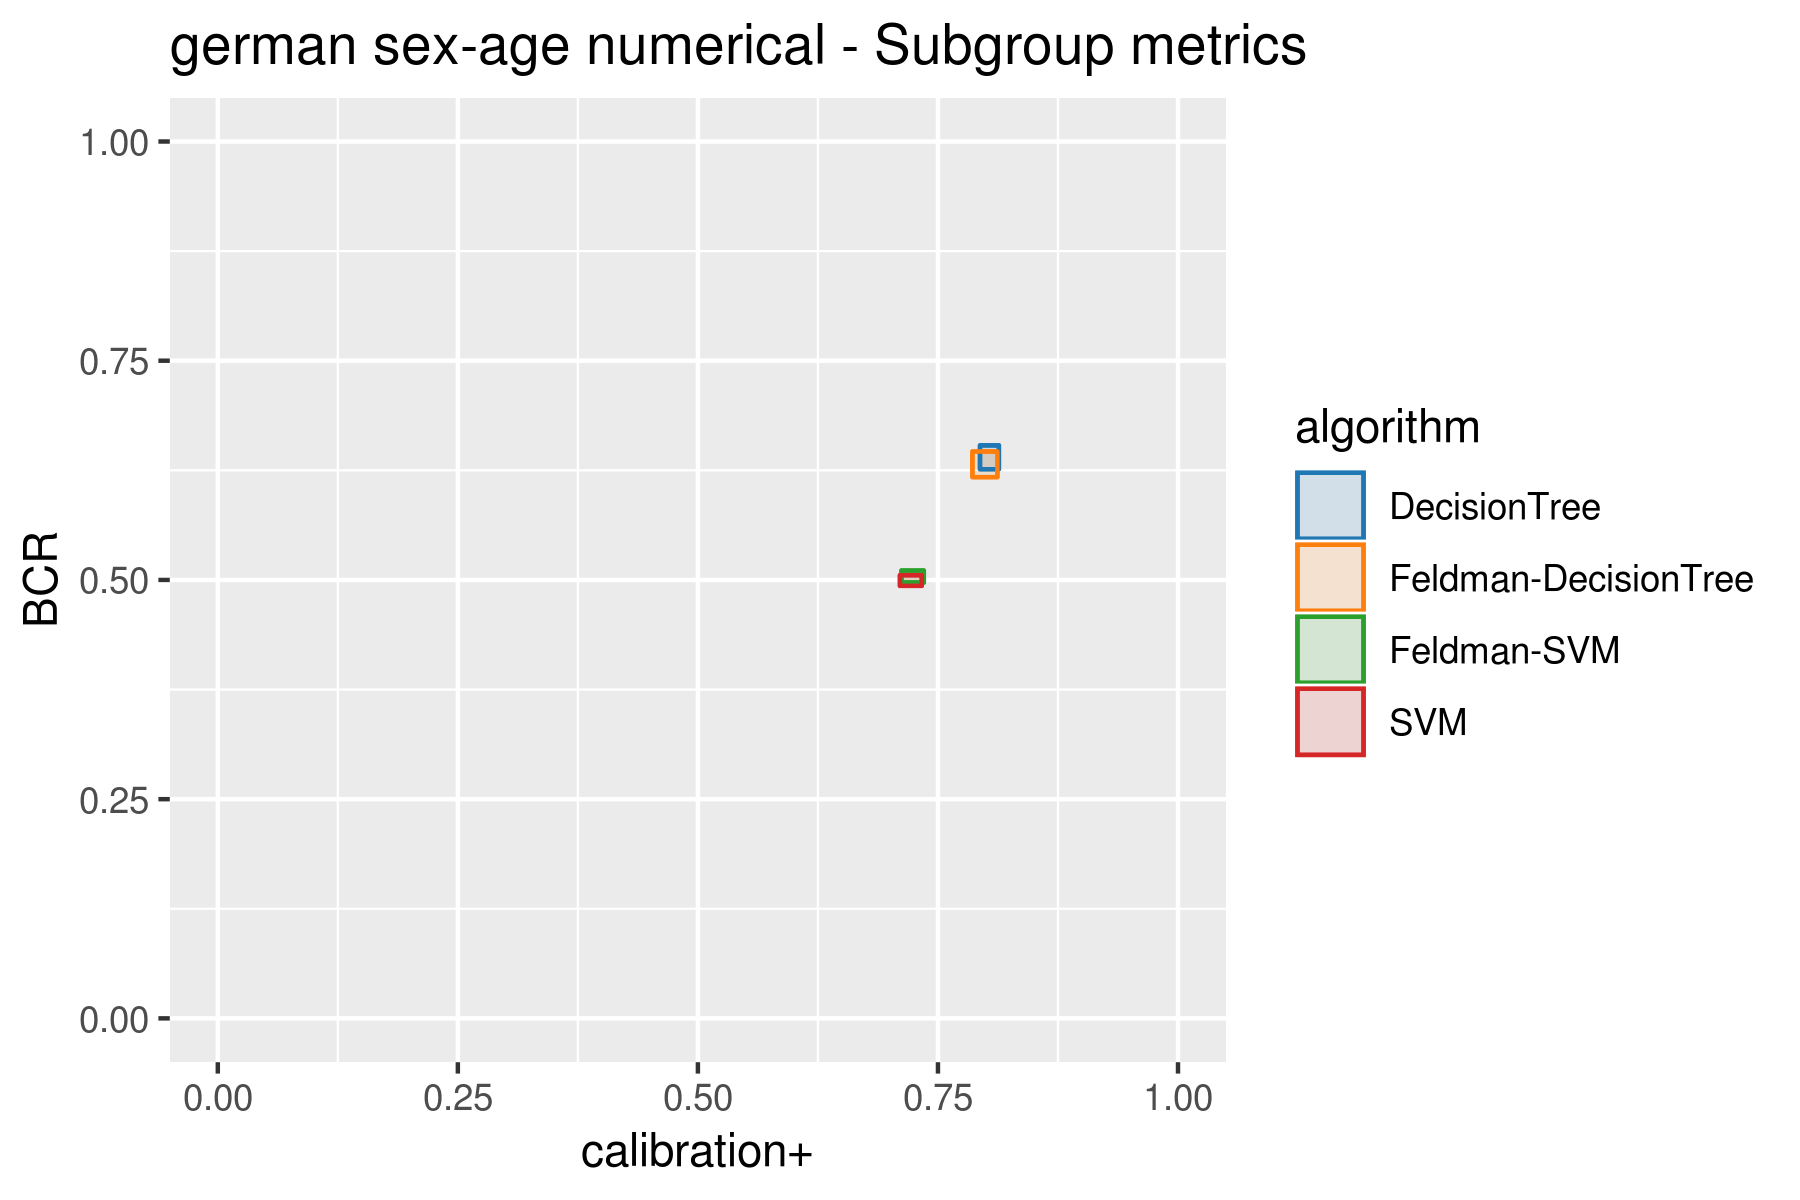 german sex-age numerical - Subgroup metrics
BCR
1.00
0.75
0.50
0.25
0.00
0.00 0.25 0.50 0.75 1.00
calibration+
algorithm
DecisionTree
Feldman-DecisionTree
Feldman-SVM
SVM